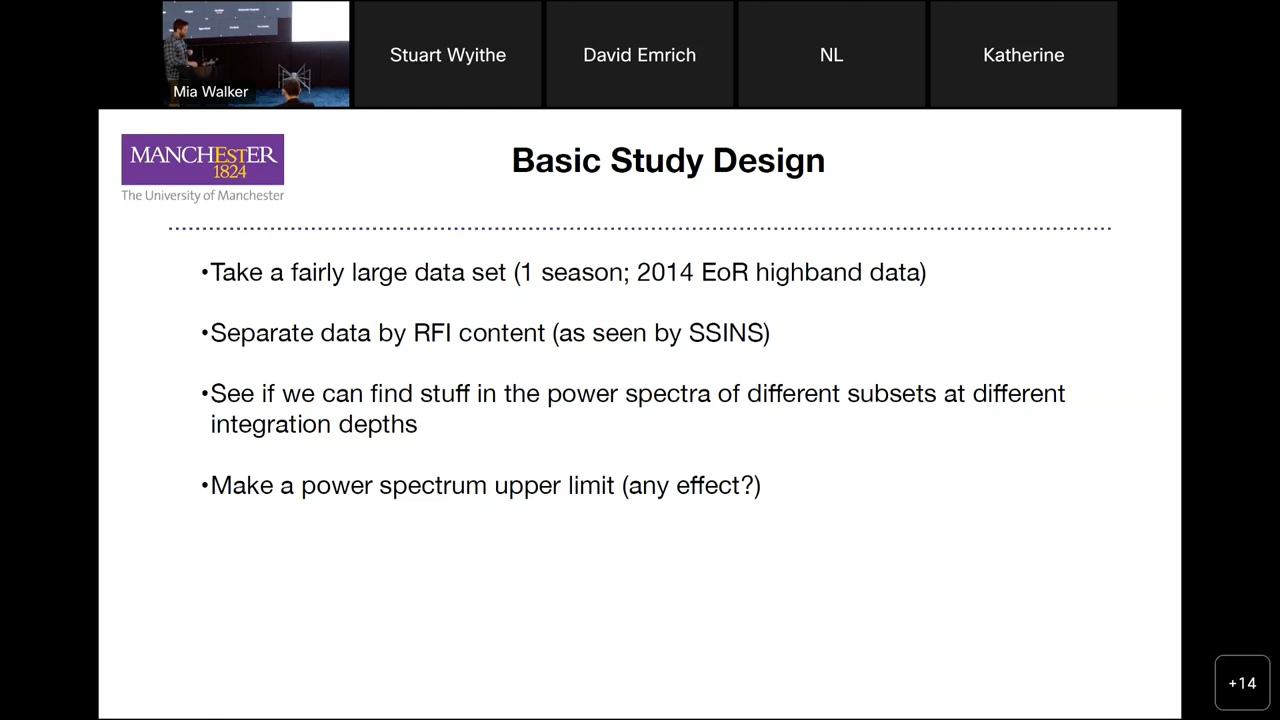 Mia Walker
Stuart Wyithe
David Emrich
NL
Katherine
MANCHESTER
1824
The University of Manchester
Basic Study Design
•Take a fairly large data set (1 season; 2014 EoR highband data)
•Separate data by RFI content (as seen by SSINS)
•See if we can find stuff in the power spectra of different subsets at different
integration depths
•Make a power spectrum upper limit (any effect?)
+14